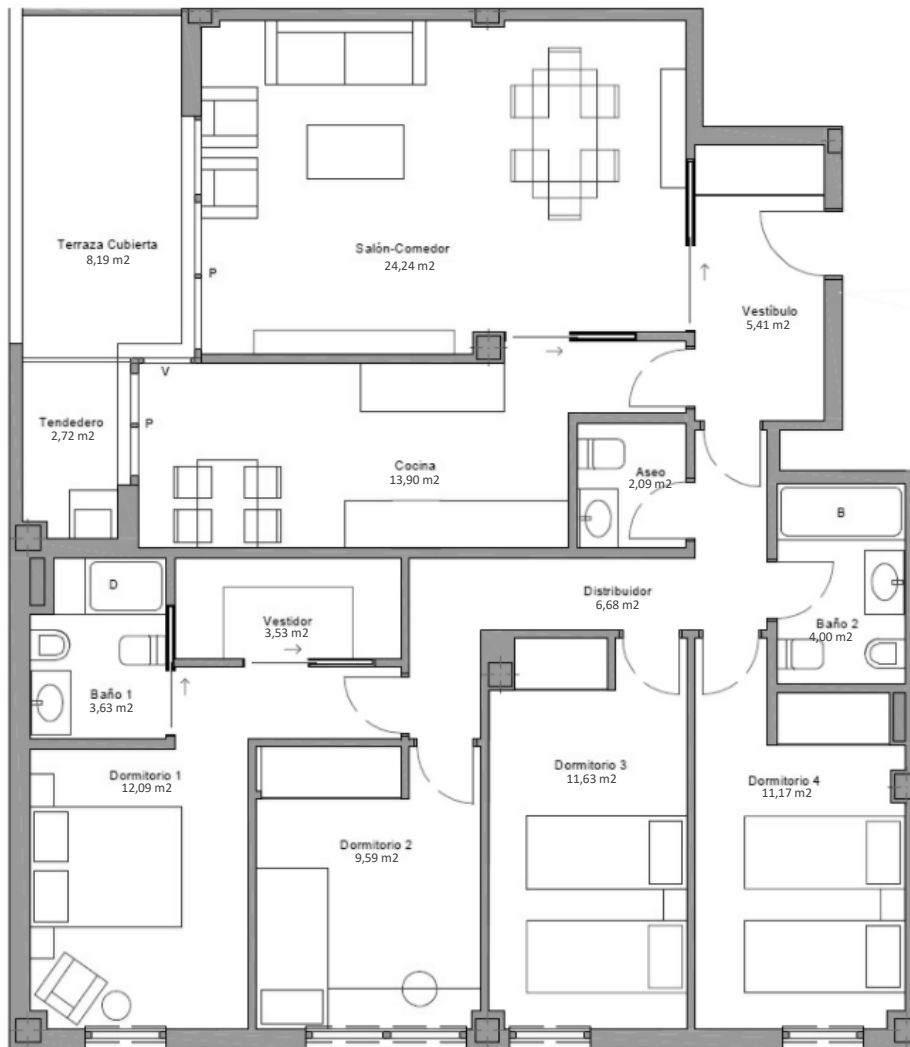 Terraza Cubierta
8,19 m2
Salón-Comedor
24,24 m2
P
Vestíbulo
5,41 m2
V
Tendedero
2,72 m2
P
Cocina
13,90 m2
Aseo
2,09 m2
B
D
Vestidor
3,53 m2
Distribuidor
6,68 m2
Baño 2
4,00 m2
Baño 1
3,63 m2
Dormitorio 1
12,09 m2
Dormitorio 3
11,63 m2
Dormitorio 4
11,17 m2
Dormitorio 2
9,59 m2